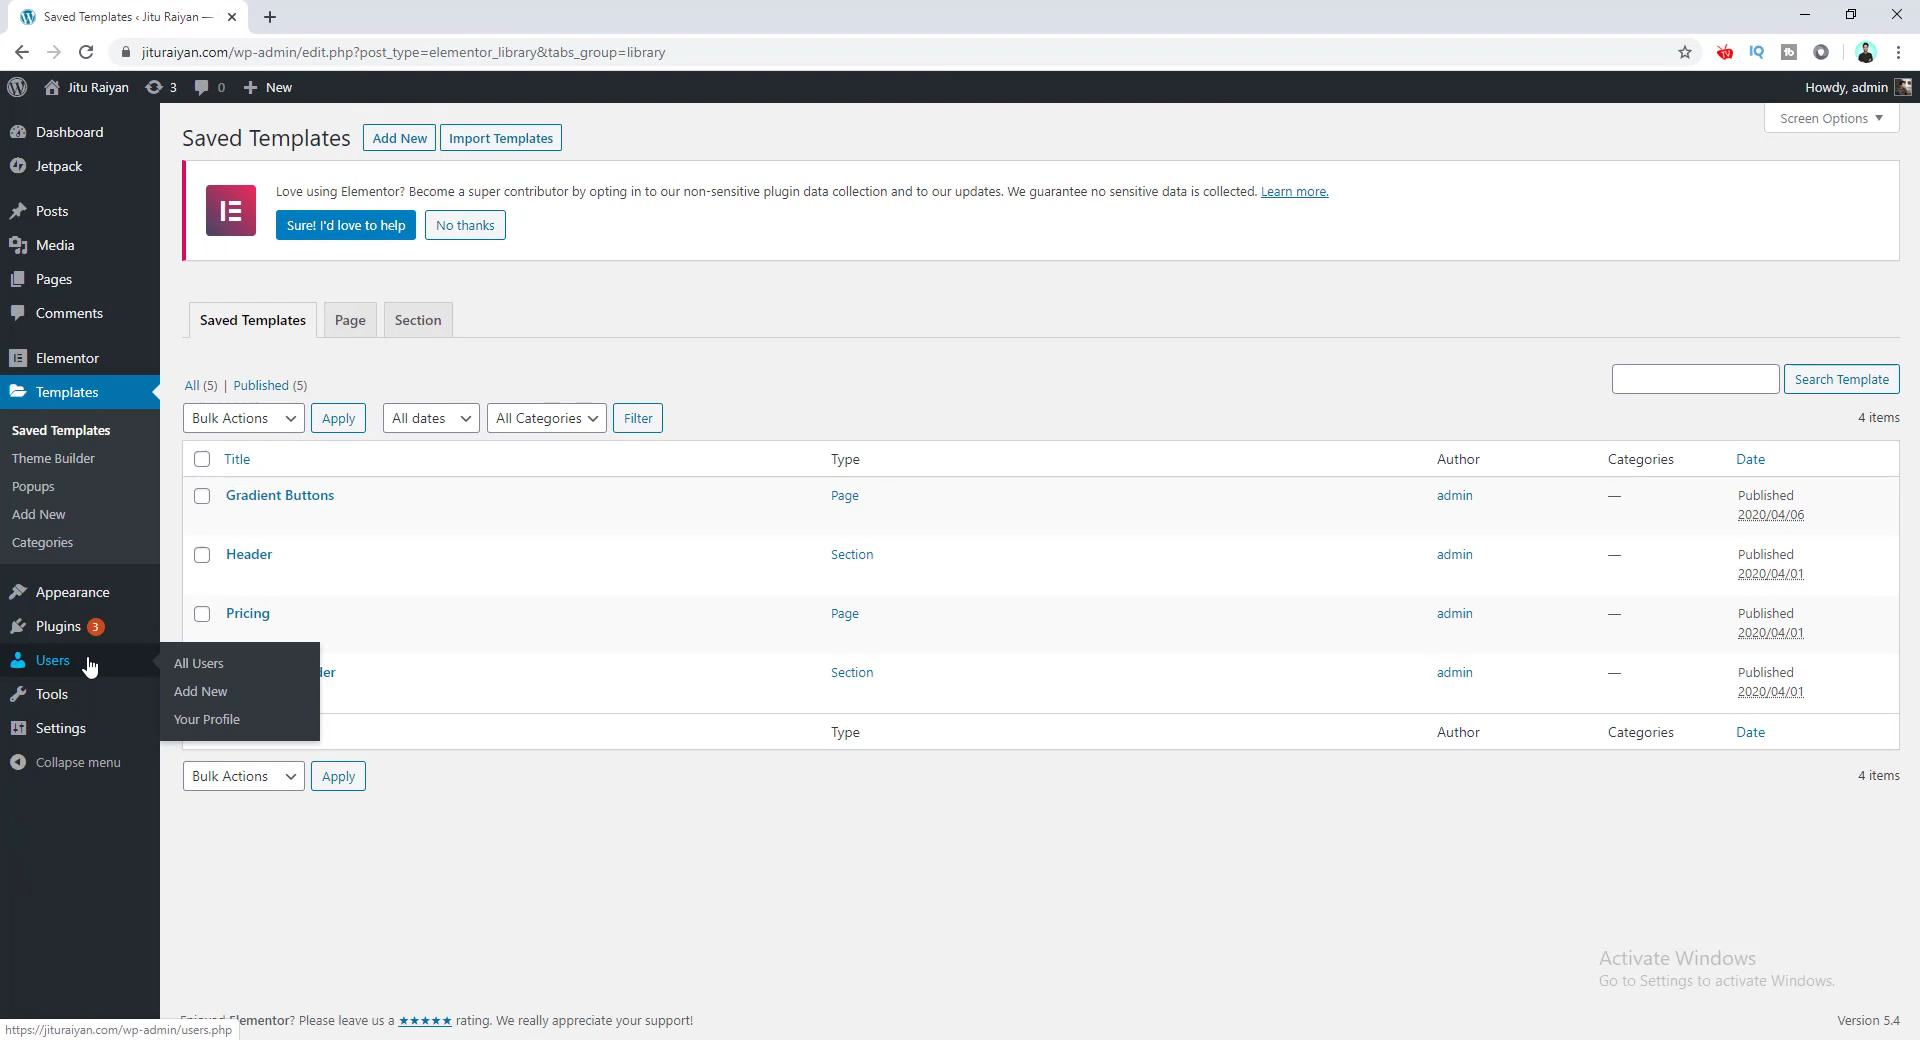 Saved Templates ‹ Jitu Raiyan —
jituraiyan.com/wp-admin/edit.php?post_type=elementor_library&tabs_group=library
Jitu Raiyan 3 0 New
Howdy, admin
Dashboard
Jetpack
Posts
Media
Pages
Comments
Elementor
Templates
Saved Templates
Theme Builder
Popups
Add New
Categories
Appearance
Plugins 3
Users
Tools
Settings
Collapse menu
All Users
Add New
Your Profile
Screen Options
Saved Templates Add New Import Templates
Love using Elementor? Become a super contributor by opting in to our non-sensitive plugin data collection and to our updates. We guarantee no sensitive data is collected. Learn more.
Sure! I'd love to help No thanks
Saved Templates Page Section
All (5) | Published (5)
Search Template
Bulk Actions Apply All dates All Categories Filter
4 items
Title Type Author Categories Date
Gradient Buttons Page admin — Published
2020/04/06
Header Section admin — Published
2020/04/01
Pricing Page admin — Published
2020/04/01
Section admin — Published
2020/04/01
Type Author Categories Date
Bulk Actions Apply
4 items
Activate Windows
Go to Settings to activate Windows.
Elementor? Please leave us a ★★★★★ rating. We really appreciate your support!
Version 5.4
https://jituraiyan.com/wp-admin/users.php